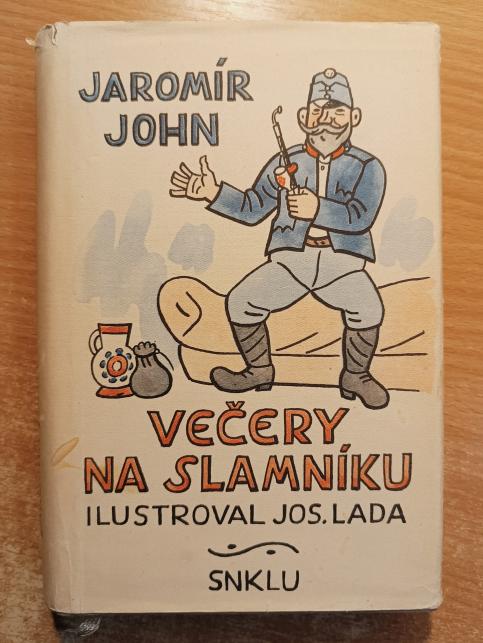 JAROMÍR
JOHN
VEČERY
NA SLAMNÍKU
ILUSTROVAL JOS. LADA
SNKLU